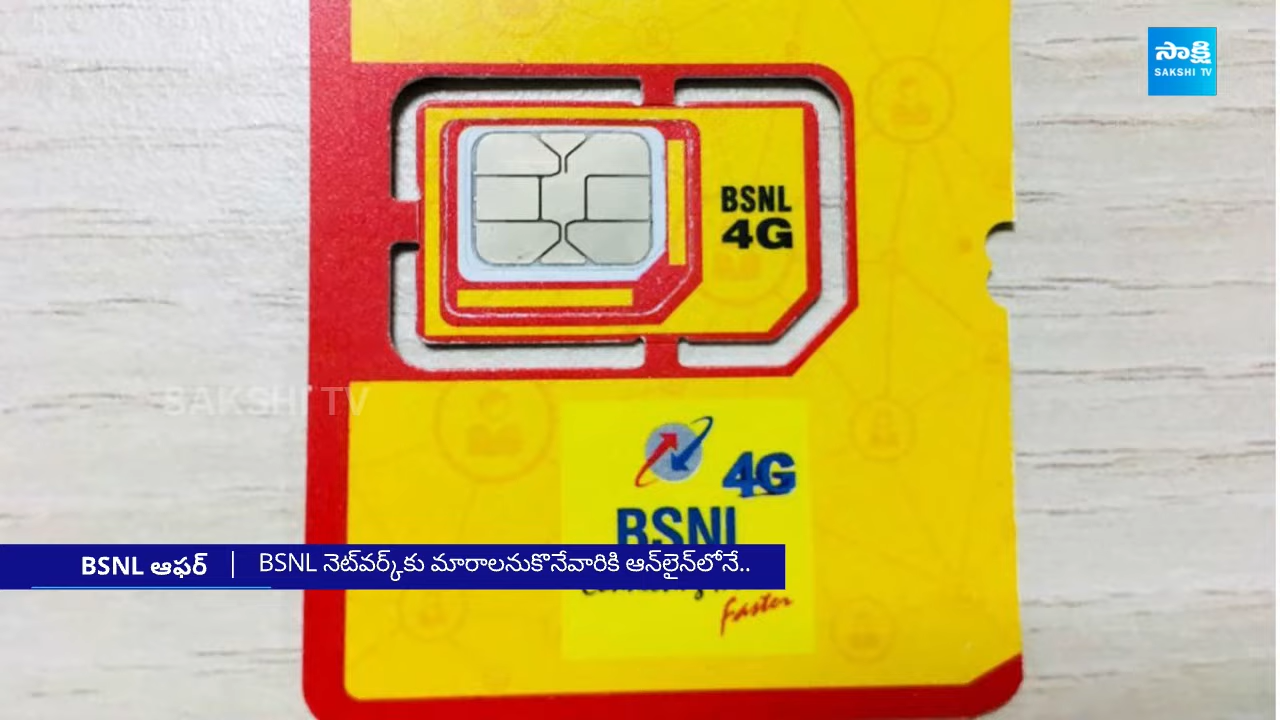 సాక్షి
SAKSHI TV
BSNL
4G
SAKSHI TV
4G
BSNL
BSNL ఆఫర్ | BSNL నెట్‌వర్క్‌కు మారాలనుకొనేవారికి ఆన్‌లైన్‌లోనే..
faster